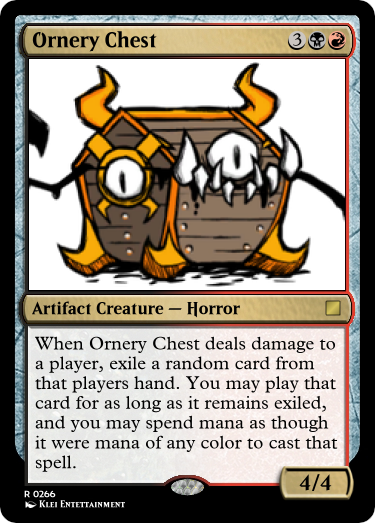 Ornery Chest 3
Artifact Creature — Horror
When Ornery Chest deals damage to
a player, exile a random card from
that players hand. You may play that
card for as long as it remains exiled,
and you may spend mana as though
it were mana of any color to cast that
spell.
4/4
R 0266
Klei Entettainment